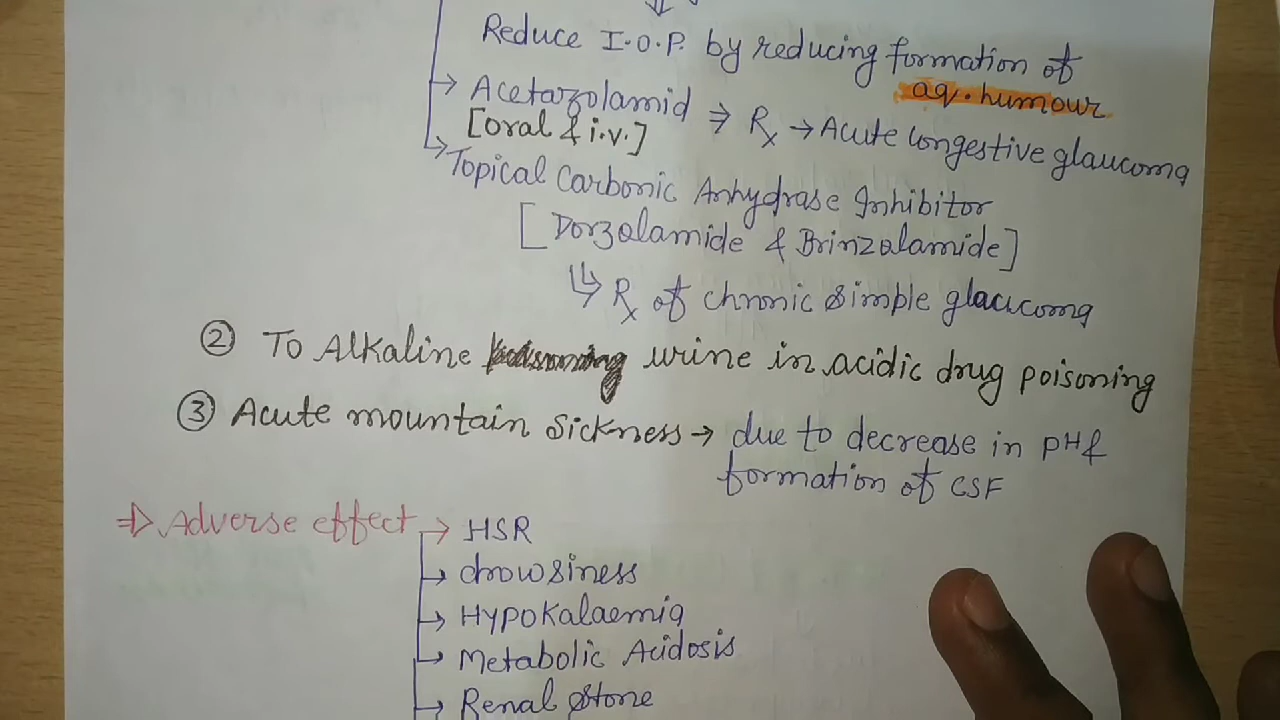 Reduce I.O.P. by reducing formation of
aq. humour
→ Acetazolamid ⇒ Rx → Acute congestive glaucoma
[oral & i.v.]
→ Topical Carbonic Anhydrase Inhibitor
[Dorzolamide & Brinzolamide]
↳ Rx of chronic simple glaucoma
② To Alkaline urine in acidic drug poisoning
③ Acute mountain Sickness → due to decrease in pH &
formation of CSF
⇒ Adverse effect → HSR
→ drowsiness
→ Hypokalaemia
→ Metabolic Acidosis
→ Renal stone